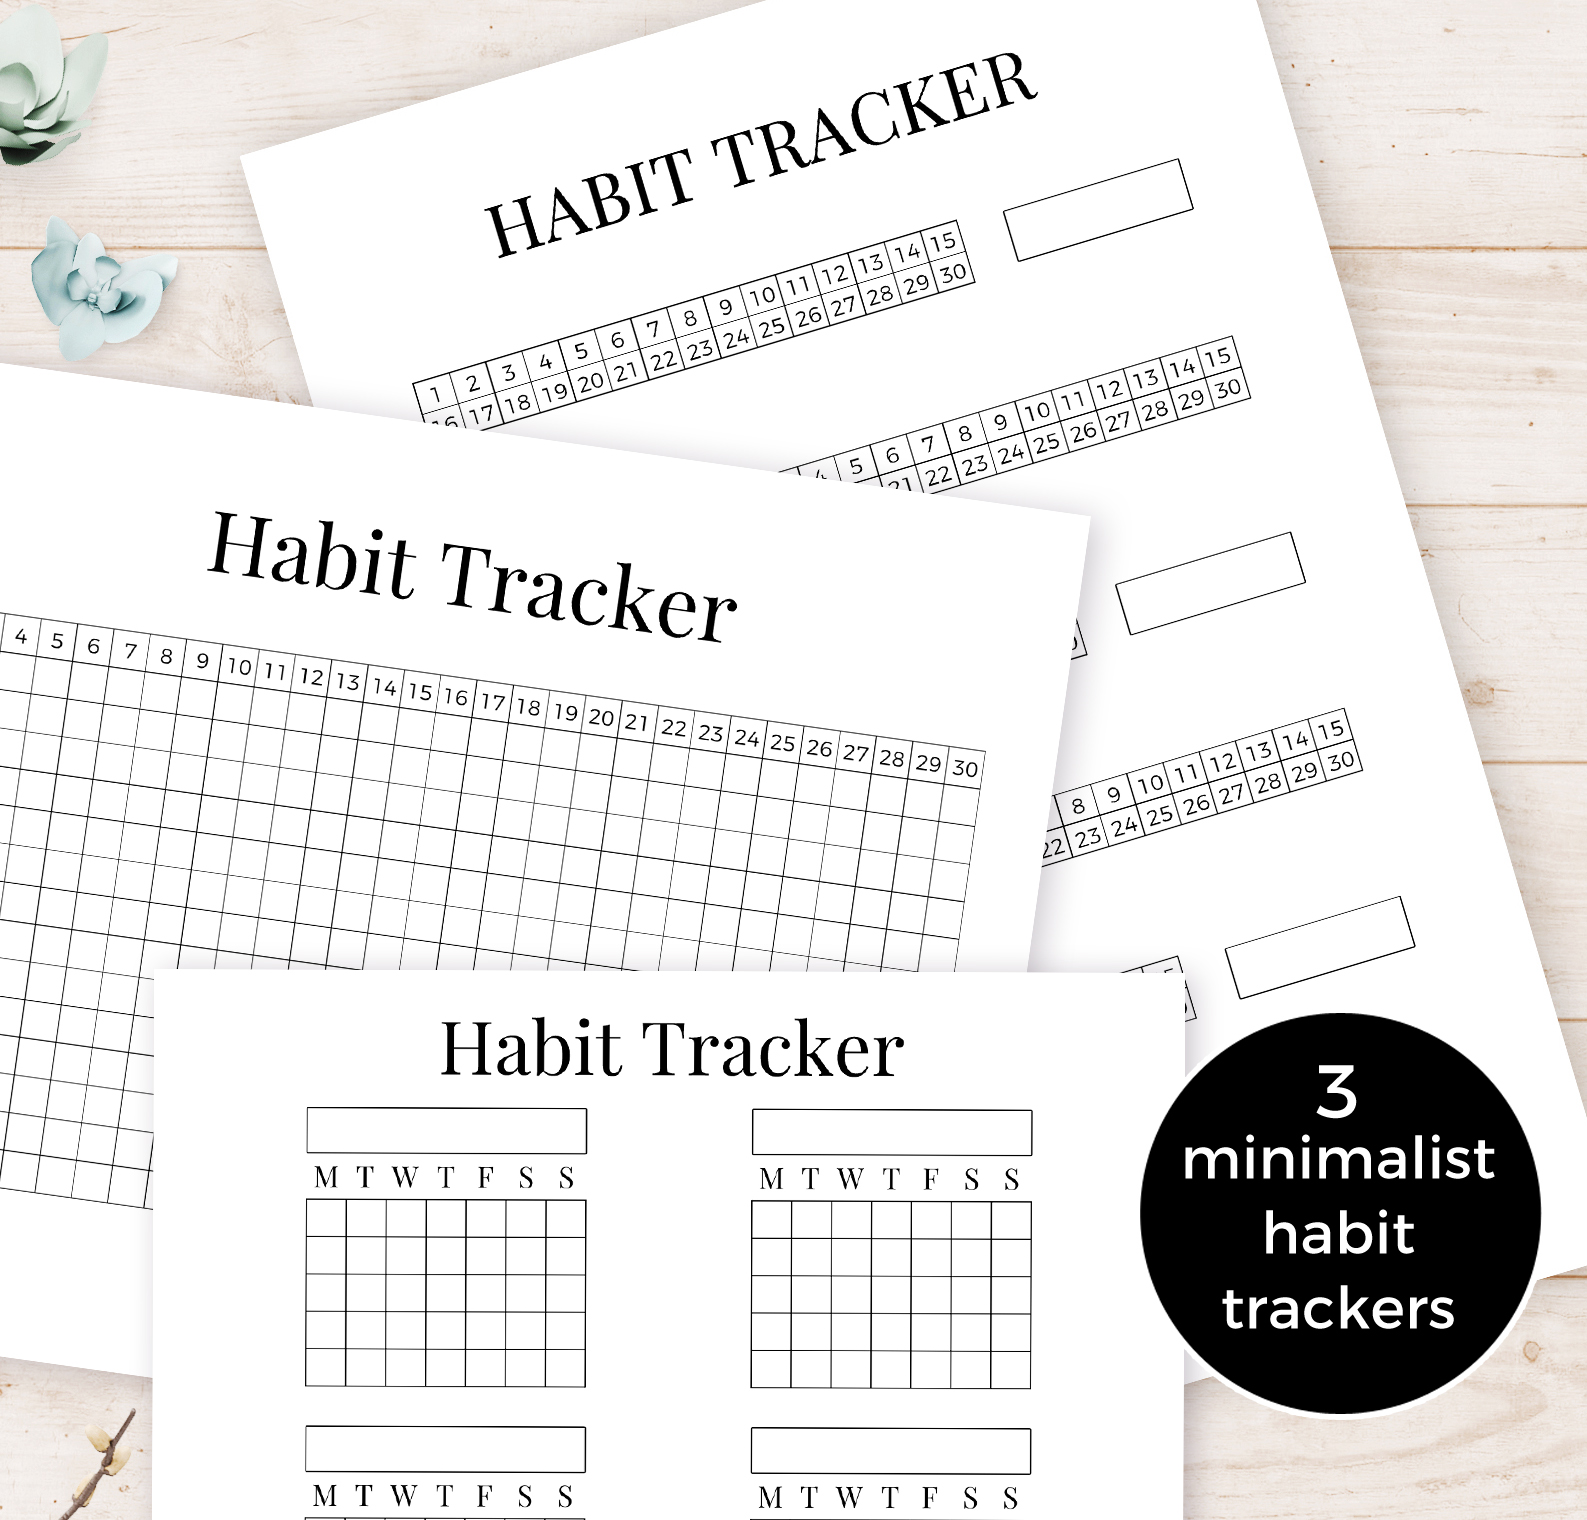 HABIT TRACKER
1 2 3 4 5 6 7 8 9 10 11 12 13 14 15
16 17 18 19 20 21 22 23 24 25 26 27 28 29 30
4 5 6 7 8 9 10 11 12 13 14 15
21 22 23 24 25 26 27 28 29 30
8 9 10 11 12 13 14 15
22 23 24 25 26 27 28 29 30
Habit Tracker
4 5 6 7 8 9 10 11 12 13 14 15 16 17 18 19 20 21 22 23 24 25 26 27 28 29 30
Habit Tracker
M T W T F S S
M T W T F S S
M T W T F S S
M T W T F S S
3
minimalist
habit
trackers